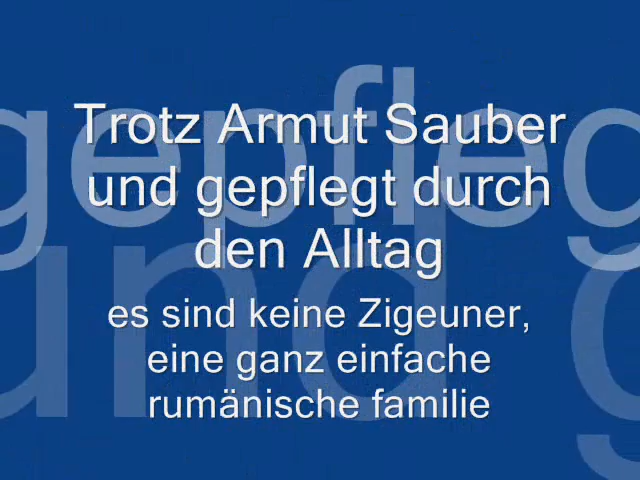 Trotz Armut Sauber
und gepflegt durch
den Alltag
es sind keine Zigeuner,
eine ganz einfache
rumänische familie